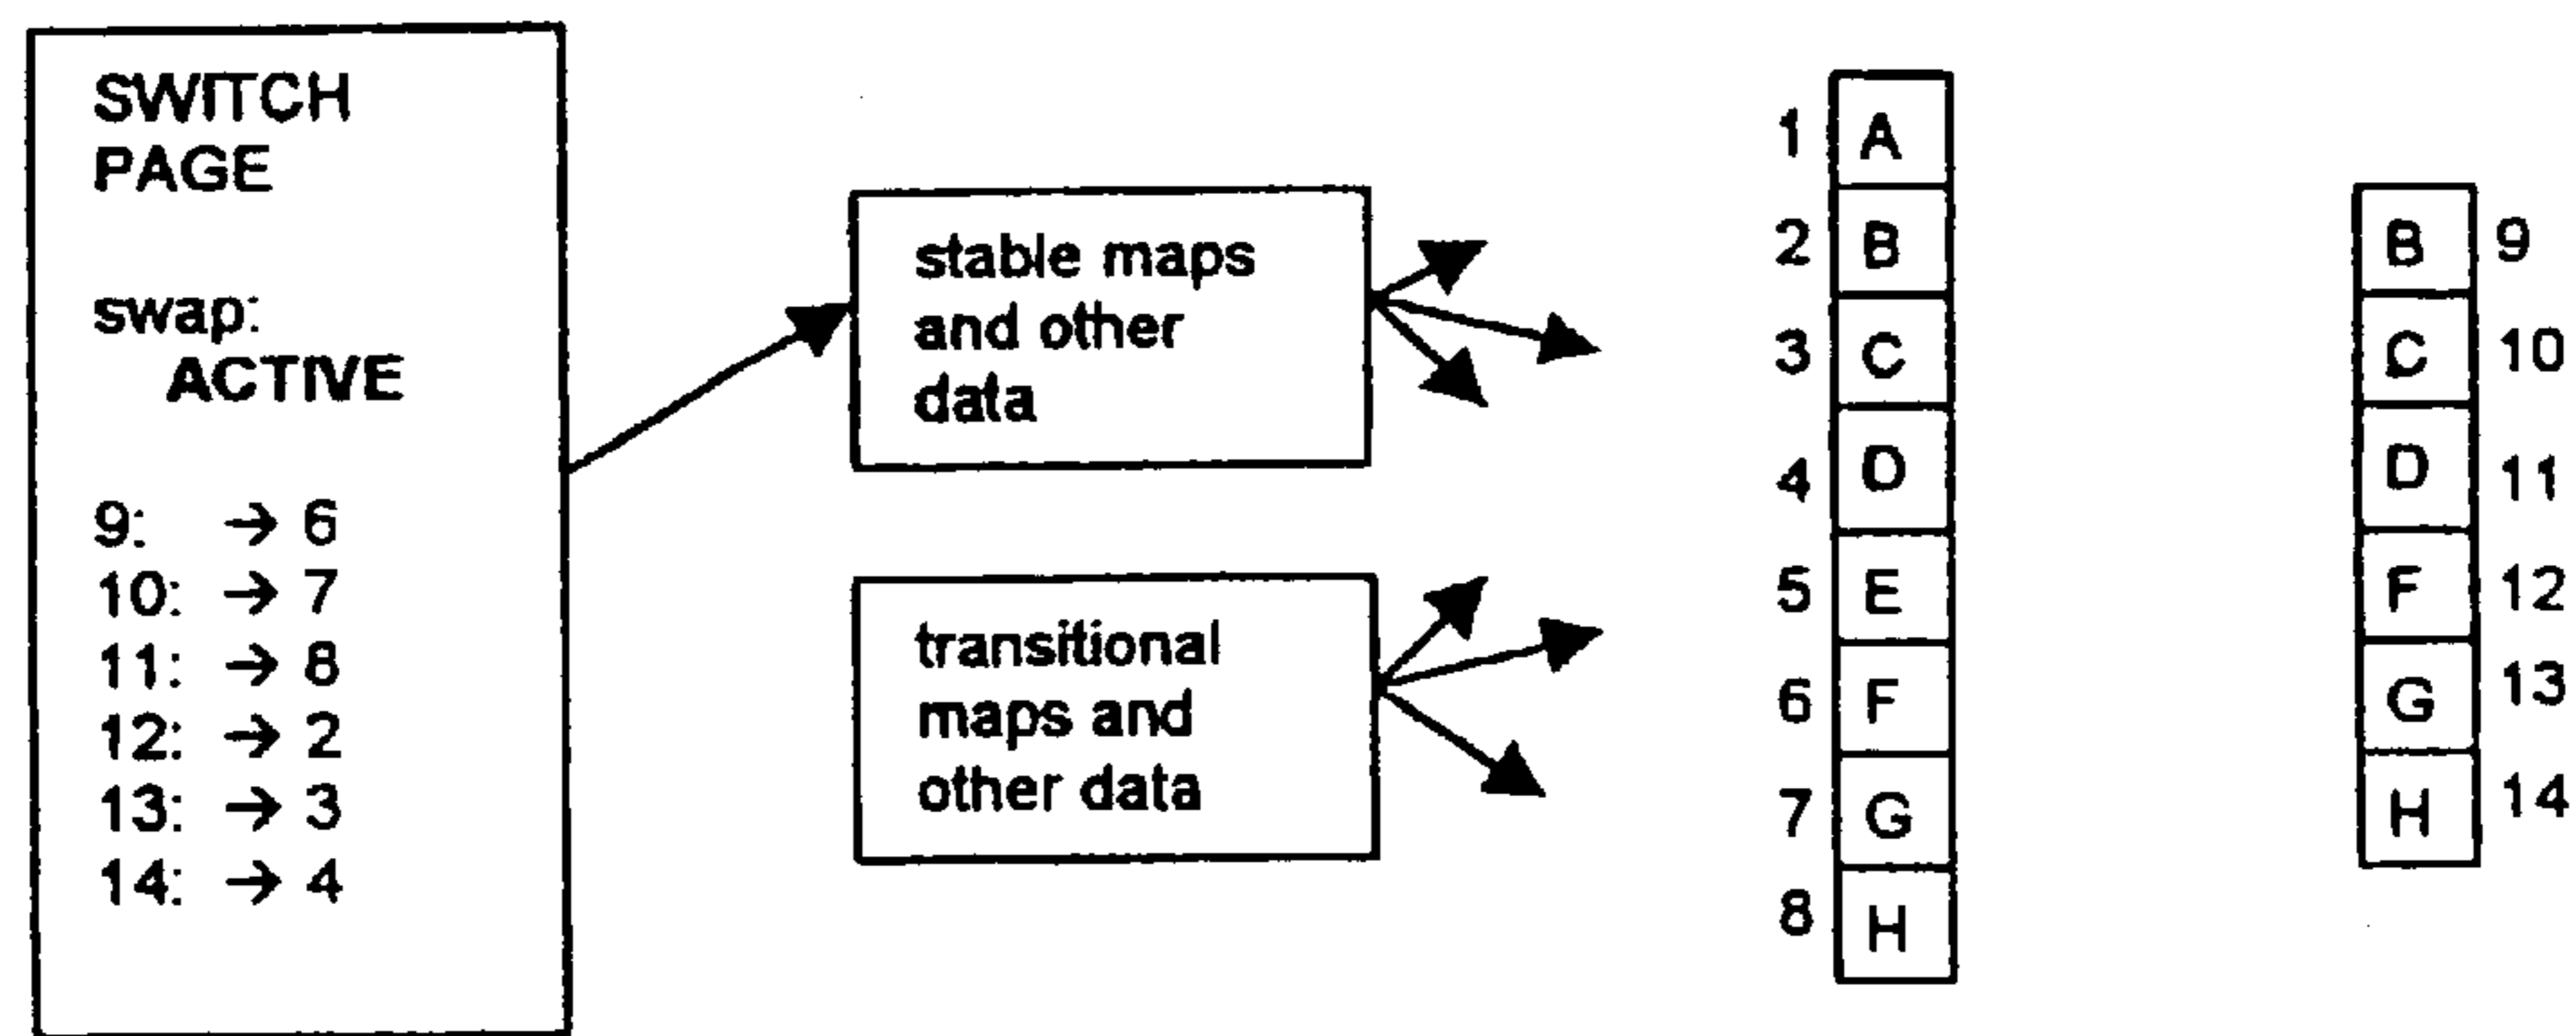 SWITCH
PAGE
swap:
ACTIVE
9: → 6
10: → 7
11: → 8
12: → 2
13: → 3
14: → 4
stable maps
and other
data
transitional
maps and
other data
1 A
2 B
3 C
4 D
5 E
6 F
7 G
8 H
B 9
C 10
D 11
F 12
G 13
H 14